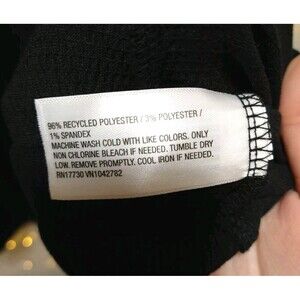 96% RECYCLED POLYESTER / 3% POLYESTER /
1% SPANDEX
MACHINE WASH COLD WITH LIKE COLORS. ONLY
NON CHLORINE BLEACH IF NEEDED. TUMBLE DRY
LOW. REMOVE PROMPTLY. COOL IRON IF NEEDED.
RN17730 VN1042782